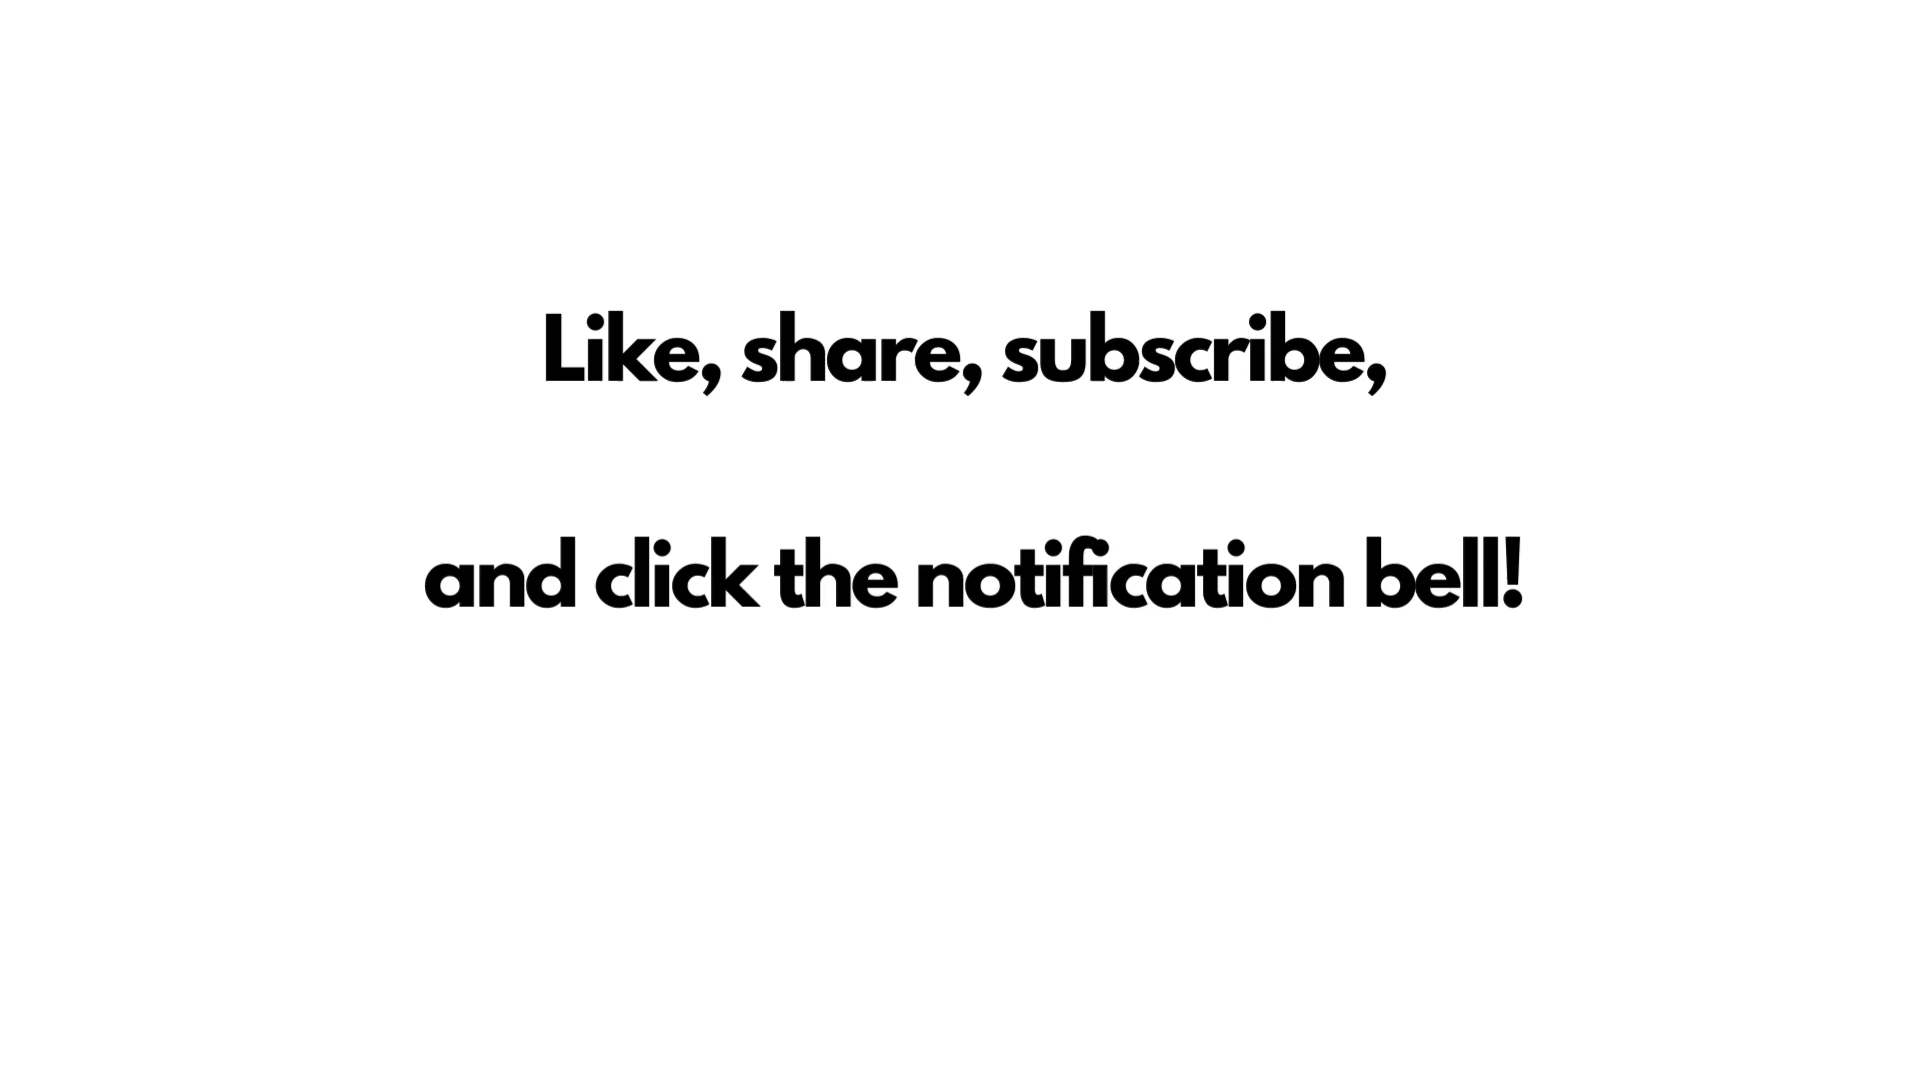 Like, share, subscribe,
and click the notification bell!